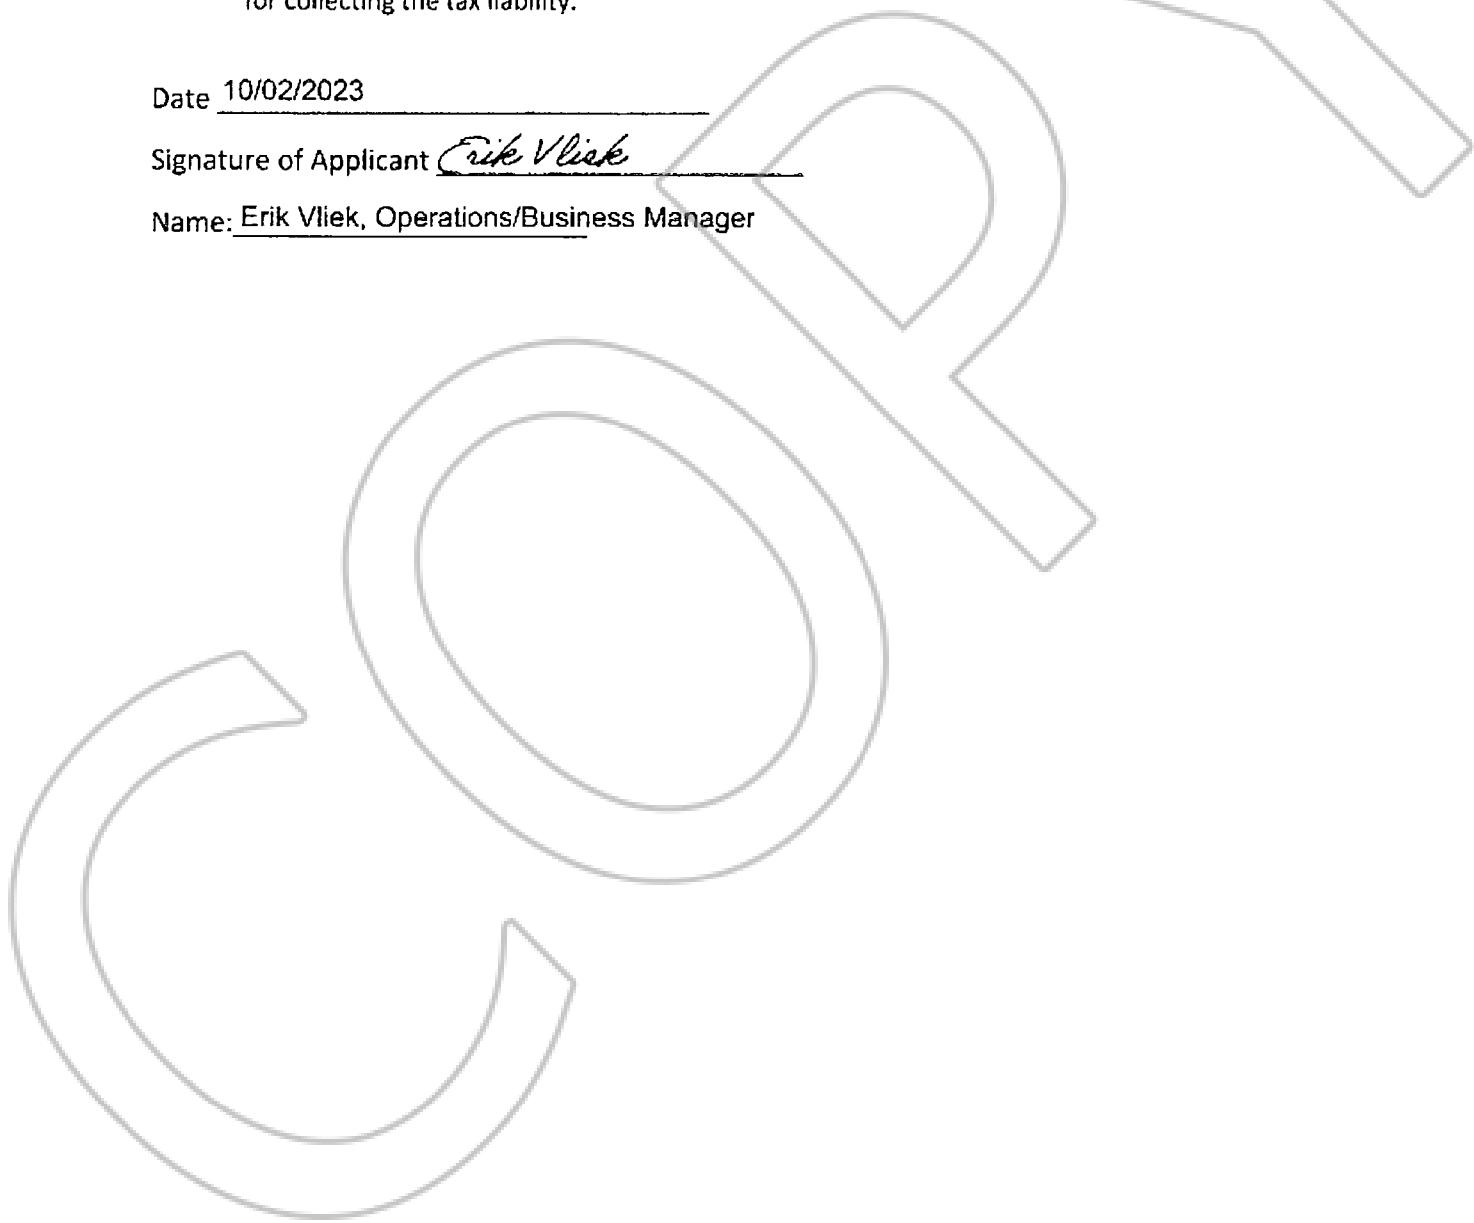 for collecting the tax liability.
Date 10/02/2023
Signature of Applicant Erik Vliek
Name: Erik Vliek, Operations/Business Manager
COPY